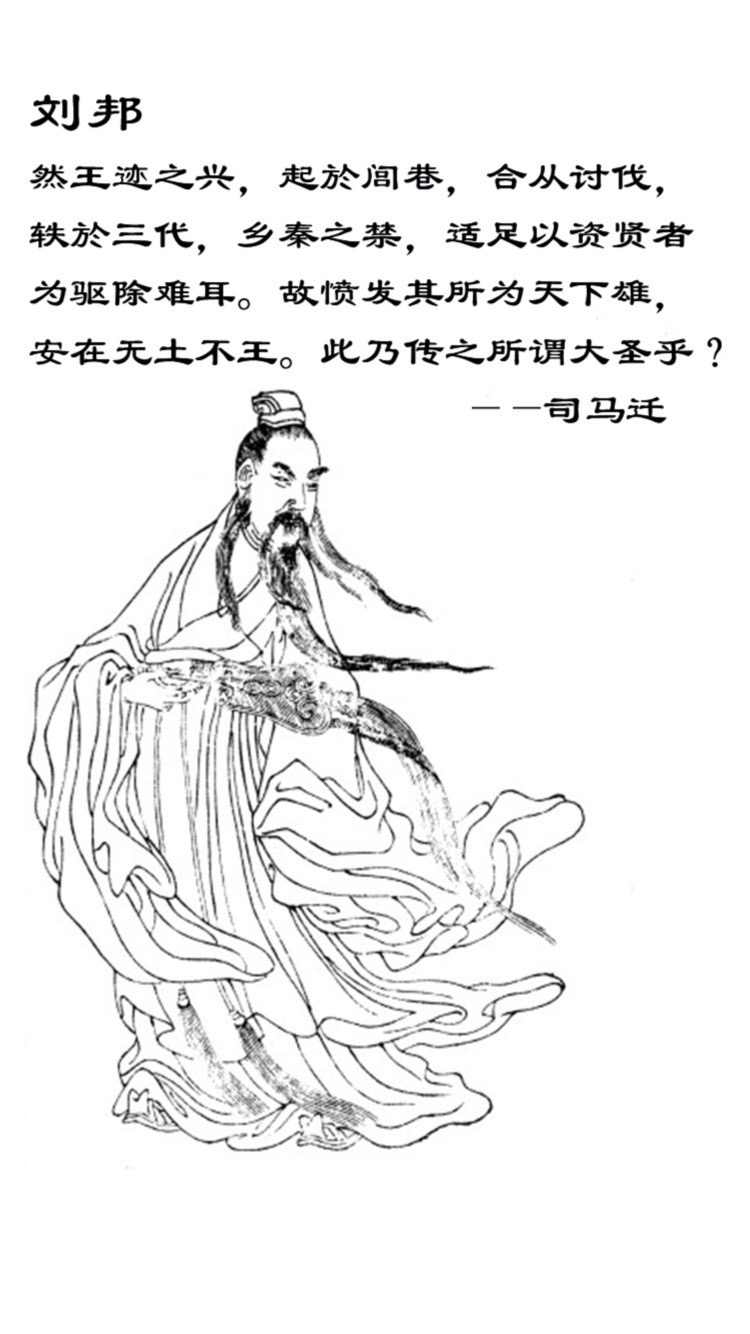 刘邦
然王迹之兴，起於闾巷，合从讨伐，
轶於三代，乡秦之禁，适足以资贤者
为驱除难耳。故愤发其所为天下雄，
安在无土不王。此乃传之所谓大圣乎？
——司马迁